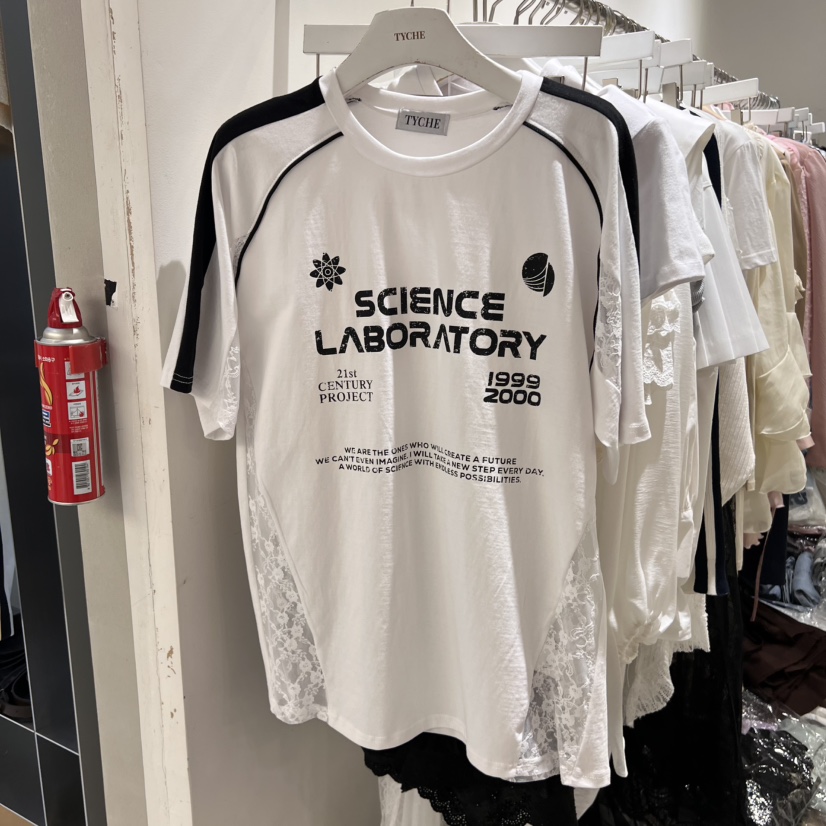 TYCHE
TYCHE
SCIENCE
LABORATORY
21st
CENTURY
PROJECT
1999
2000
WE ARE THE ONES WHO WILL CREATE A FUTURE
WE CAN'T EVEN IMAGINE. I WILL TAKE A NEW STEP EVERY DAY.
A WORLD OF SCIENCE WITH ENDLESS POSSIBILITIES.